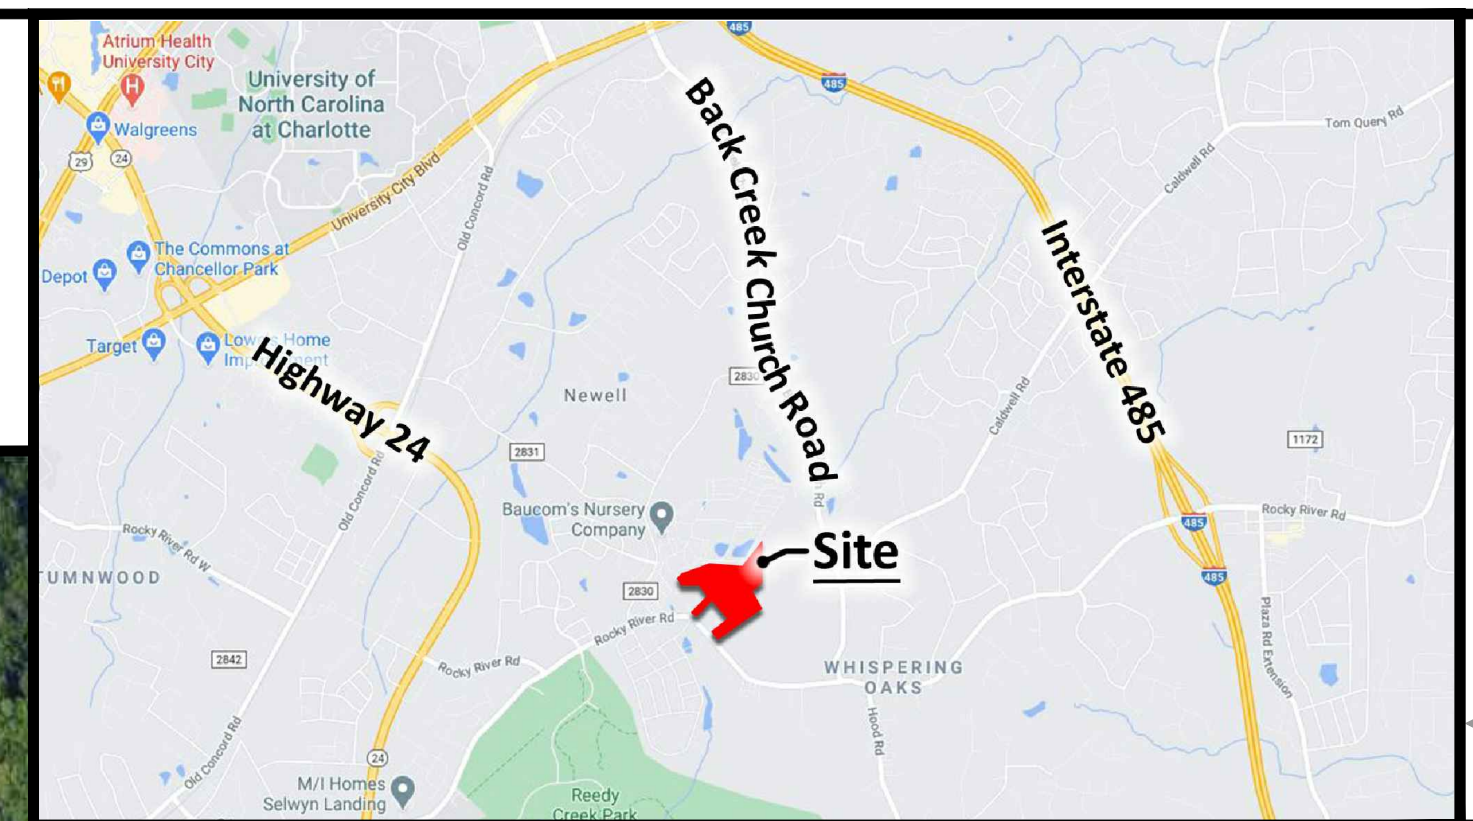 485
Atrium Health
University City
University of
North Carolina
at Charlotte
485
Back Creek Church Road
Tom Query Rd
Walgreens
29
24
Caldwell Rd
University City Blvd
Old Concord Rd
The Commons at
Chancellor Park
Depot
Interstate 485
Target
Lowe's Home
Improvement
Highway 24
2830
Newell
Caldwell Rd
1172
2831
Old Concord Rd
Rd
Baucom's Nursery
Company
Rocky River Rd
485
Rocky River Rd W
Site
TUMNWOOD
485
2830
Rocky River Rd
Plaza Rd Extension
2842
Rocky River Rd
WHISPERING
OAKS
Hood Rd
Old Concord Rd
24
M/I Homes
Selwyn Landing
Reedy
Creek Park